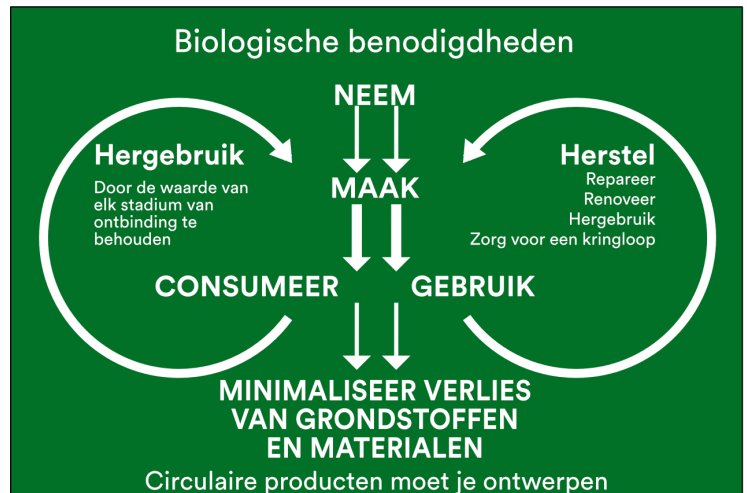 Biologische benodigdheden
NEEM
Hergebruik
Door de waarde van
elk stadium van
ontbinding te
behouden
Herstel
Repareer
Renoveer
Hergebruik
Zorg voor een kringloop
MAAK
CONSUMEER
GEBRUIK
MINIMALISEER VERLIES
VAN GRONDSTOFFEN
EN MATERIALEN
Circulaire producten moet je ontwerpen